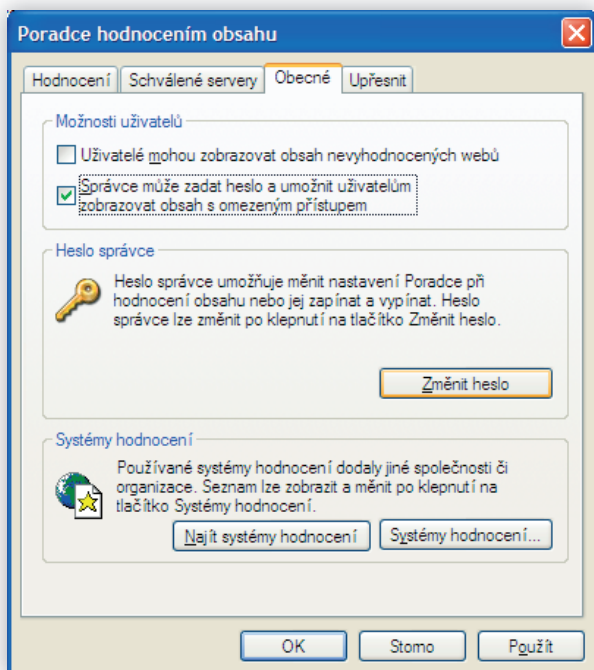 Poradce hodnocením obsahu
Hodnocení Schválené servery Obecné Upřesnit
Možnosti uživatelů
Uživatelé mohou zobrazovat obsah nevyhodnocených webů
Správce může zadat heslo a umožnit uživatelům
zobrazovat obsah s omezeným přístupem
Heslo správce
Heslo správce umožňuje měnit nastavení Poradce při
hodnocení obsahu nebo jej zapínat a vypínat. Heslo
správce lze změnit po klepnutí na tlačítko Změnit heslo.
Změnit heslo
Systémy hodnocení
Používané systémy hodnocení dodaly jiné společnosti či
organizace. Seznam lze zobrazit a měnit po klepnutí na
tlačítko Systémy hodnocení.
Najít systémy hodnocení Systémy hodnocení...
OK Stomo Použít